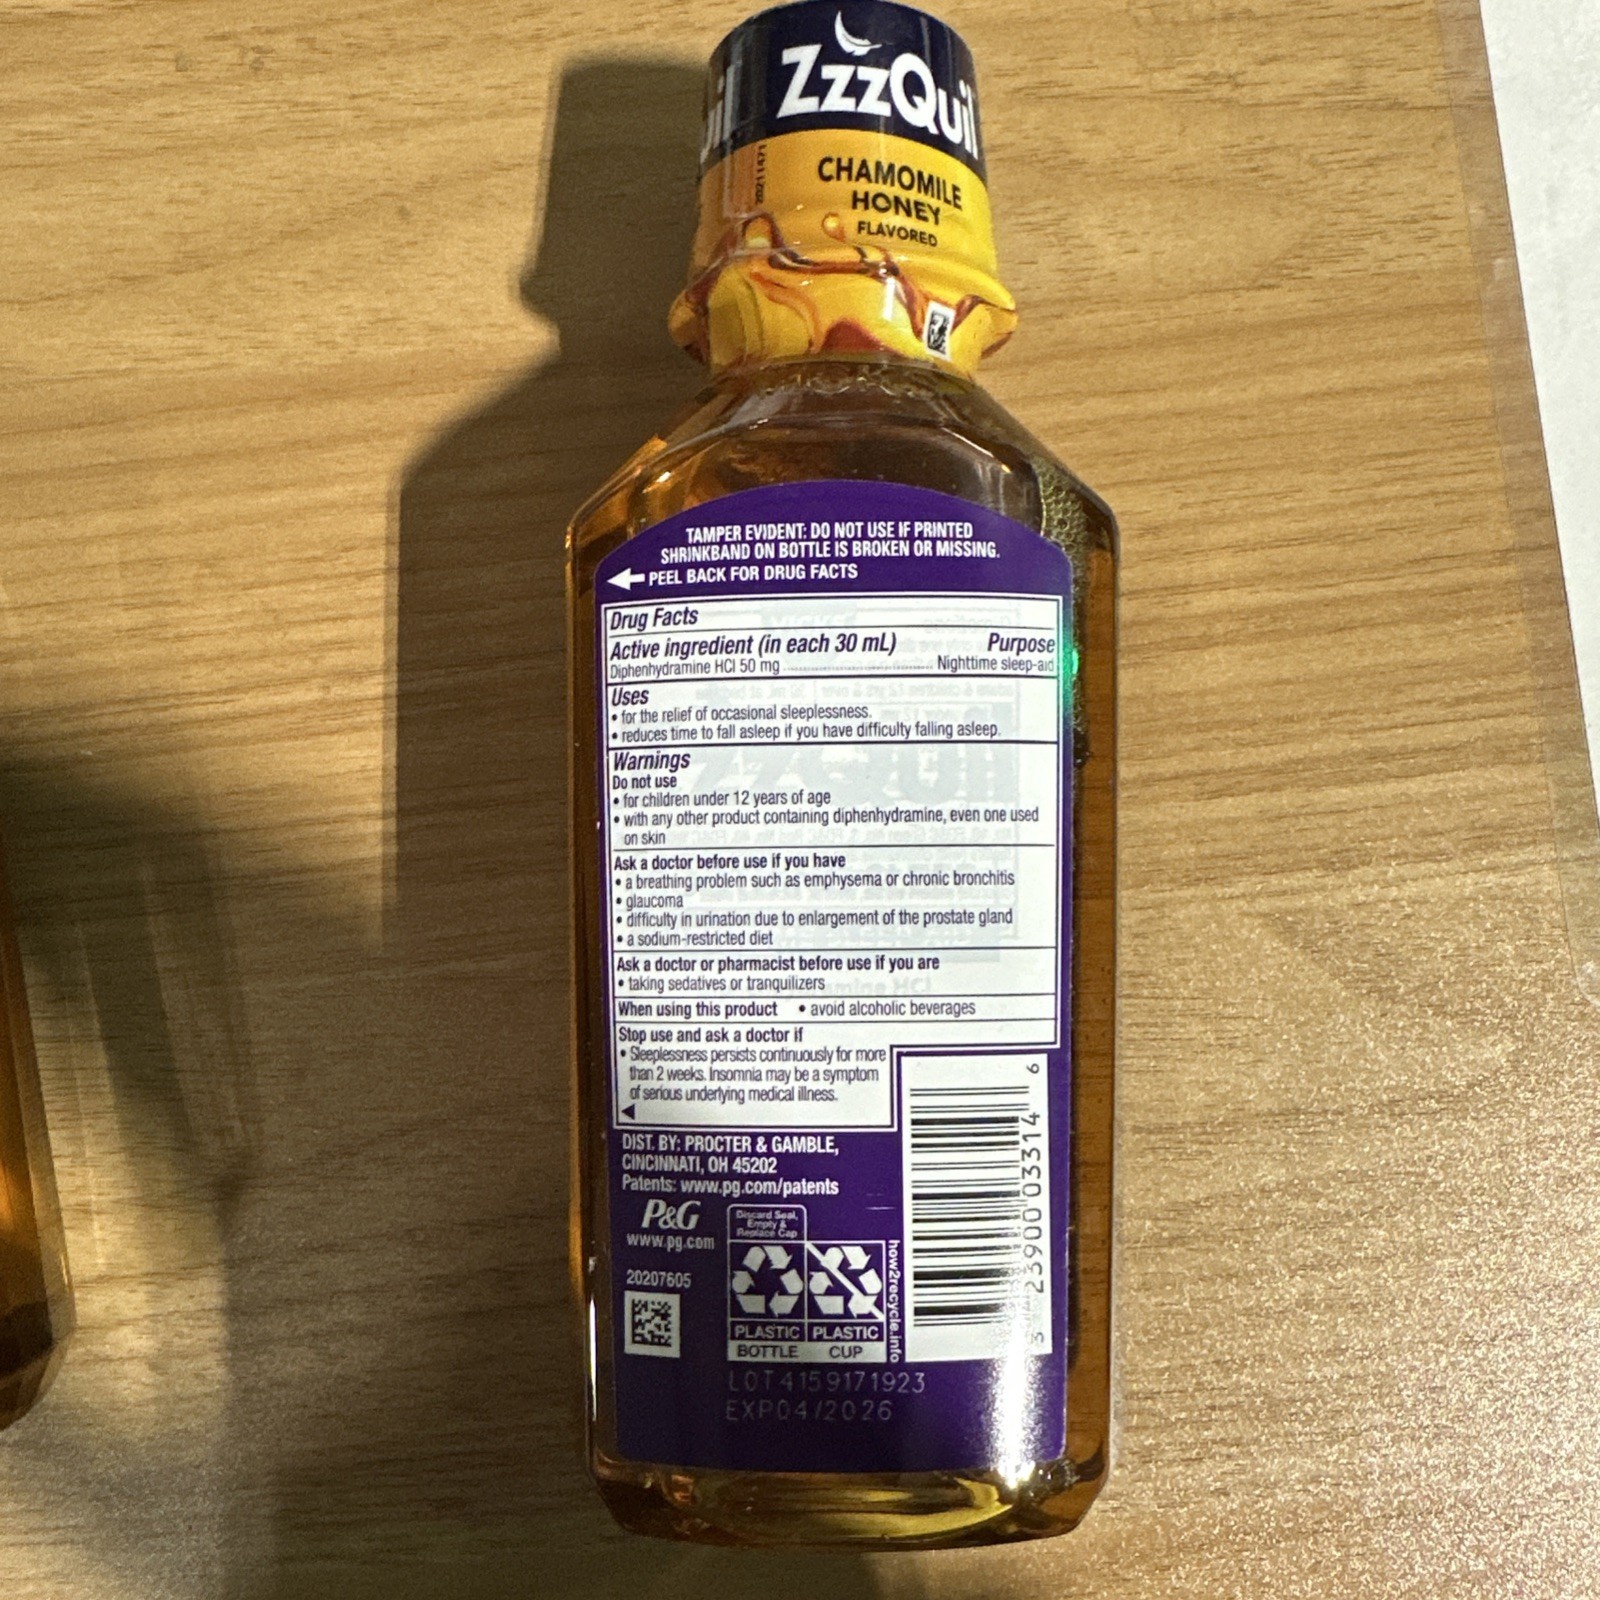 ZzzQuil
CHAMOMILE
HONEY
FLAVORED
20211471
TAMPER EVIDENT: DO NOT USE IF PRINTED
SHRINKBAND ON BOTTLE IS BROKEN OR MISSING.
PEEL BACK FOR DRUG FACTS
Drug Facts
Active ingredient (in each 30 mL) Purpose
Diphenhydramine HCl 50 mg ........................ Nighttime sleep-aid
Uses
• for the relief of occasional sleeplessness.
• reduces time to fall asleep if you have difficulty falling asleep.
Warnings
Do not use
• for children under 12 years of age
• with any other product containing diphenhydramine, even one used
on skin
Ask a doctor before use if you have
• a breathing problem such as emphysema or chronic bronchitis
• glaucoma
• difficulty in urination due to enlargement of the prostate gland
• a sodium-restricted diet
Ask a doctor or pharmacist before use if you are
• taking sedatives or tranquilizers
When using this product • avoid alcoholic beverages
Stop use and ask a doctor if
• Sleeplessness persists continuously for more
than 2 weeks. Insomnia may be a symptom
of serious underlying medical illness.
DIST. BY: PROCTER & GAMBLE,
CINCINNATI, OH 45202
Patents: www.pg.com/patents
P&G
www.pg.com
20207605
Discard Seal,
Empty &
Replace Cap
PLASTIC PLASTIC
BOTTLE CUP
how2recycle.info
3 23900 03314 6
LOT4159171923
EXP04/2026